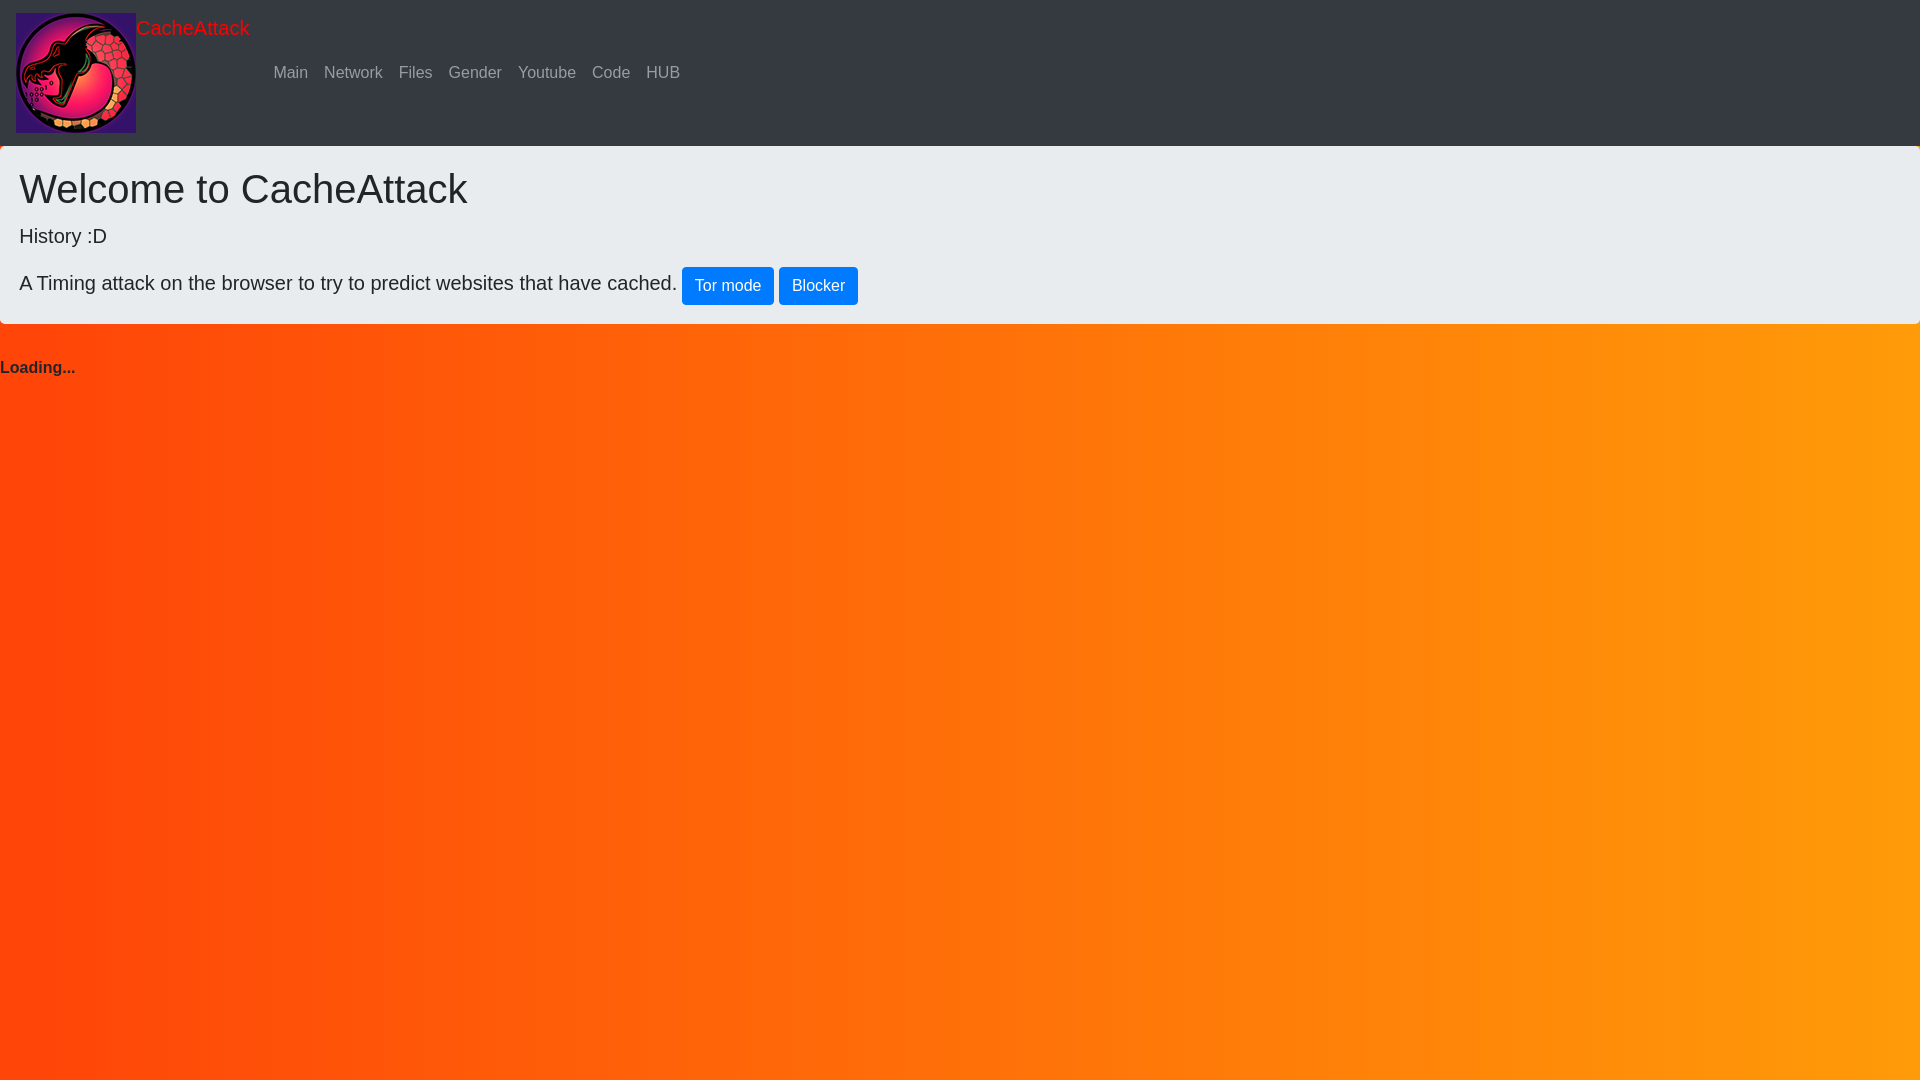 CacheAttack
Main Network Files Gender Youtube Code HUB
Welcome to CacheAttack
History :D
A Timing attack on the browser to try to predict websites that have cached. Tor mode Blocker
Loading...